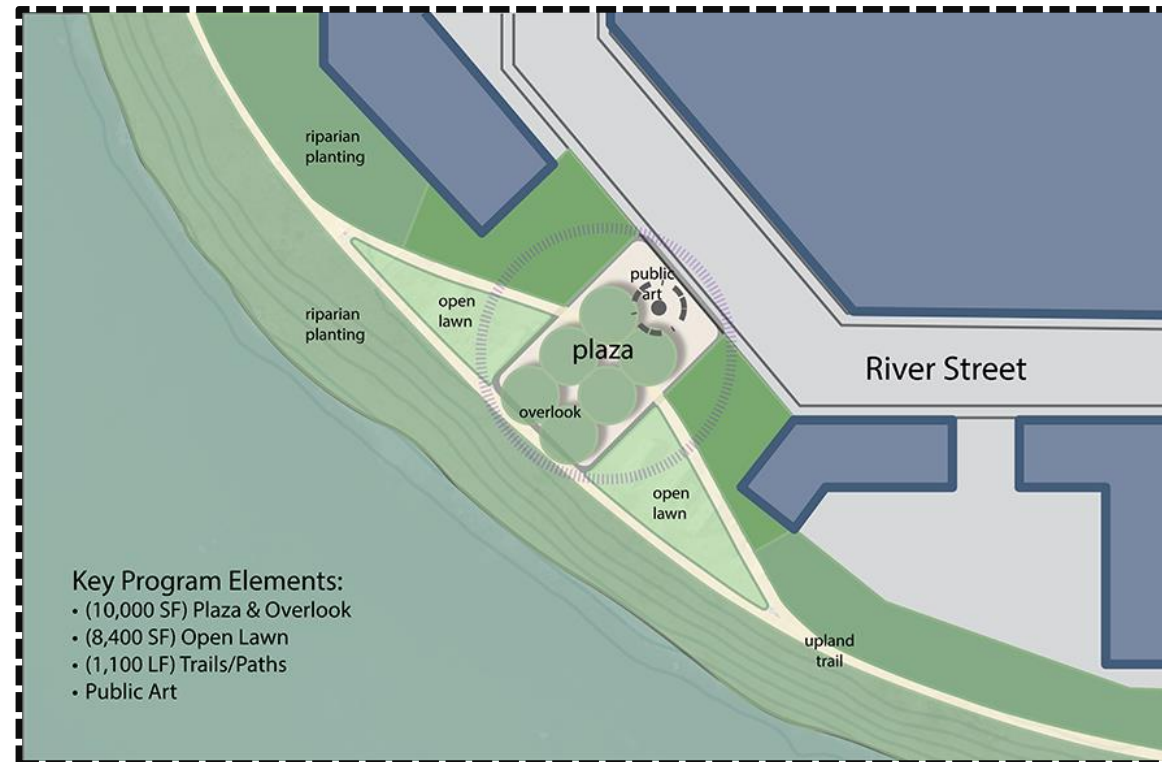 riparian
planting
public
art
open
lawn
riparian
planting
plaza
River Street
overlook
open
lawn
Key Program Elements:
• (10,000 SF) Plaza & Overlook
• (8,400 SF) Open Lawn
• (1,100 LF) Trails/Paths
• Public Art
upland
trail